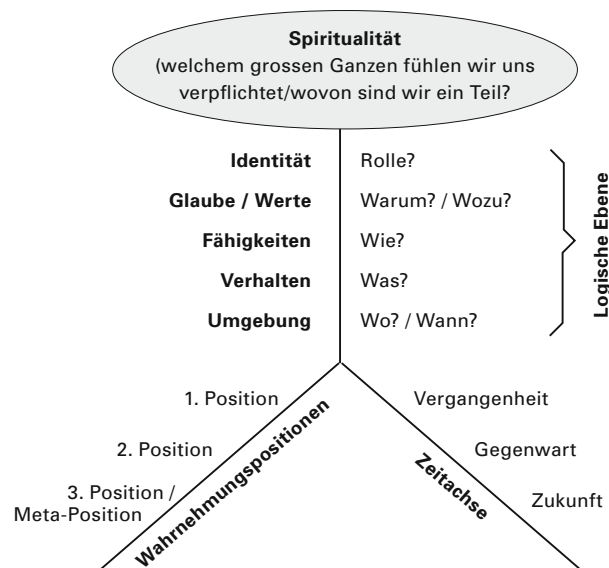 Spiritualität
(welchem grossen Ganzen fühlen wir uns
verpflichtet/wovon sind wir ein Teil?
Identität Rolle?
Glaube / Werte Warum? / Wozu?
Fähigkeiten Wie?
Verhalten Was?
Umgebung Wo? / Wann?
Logische Ebene
1. Position
2. Position
3. Position /
Meta-Position
Wahrnehmungspositionen
Zeitachse
Vergangenheit
Gegenwart
Zukunft